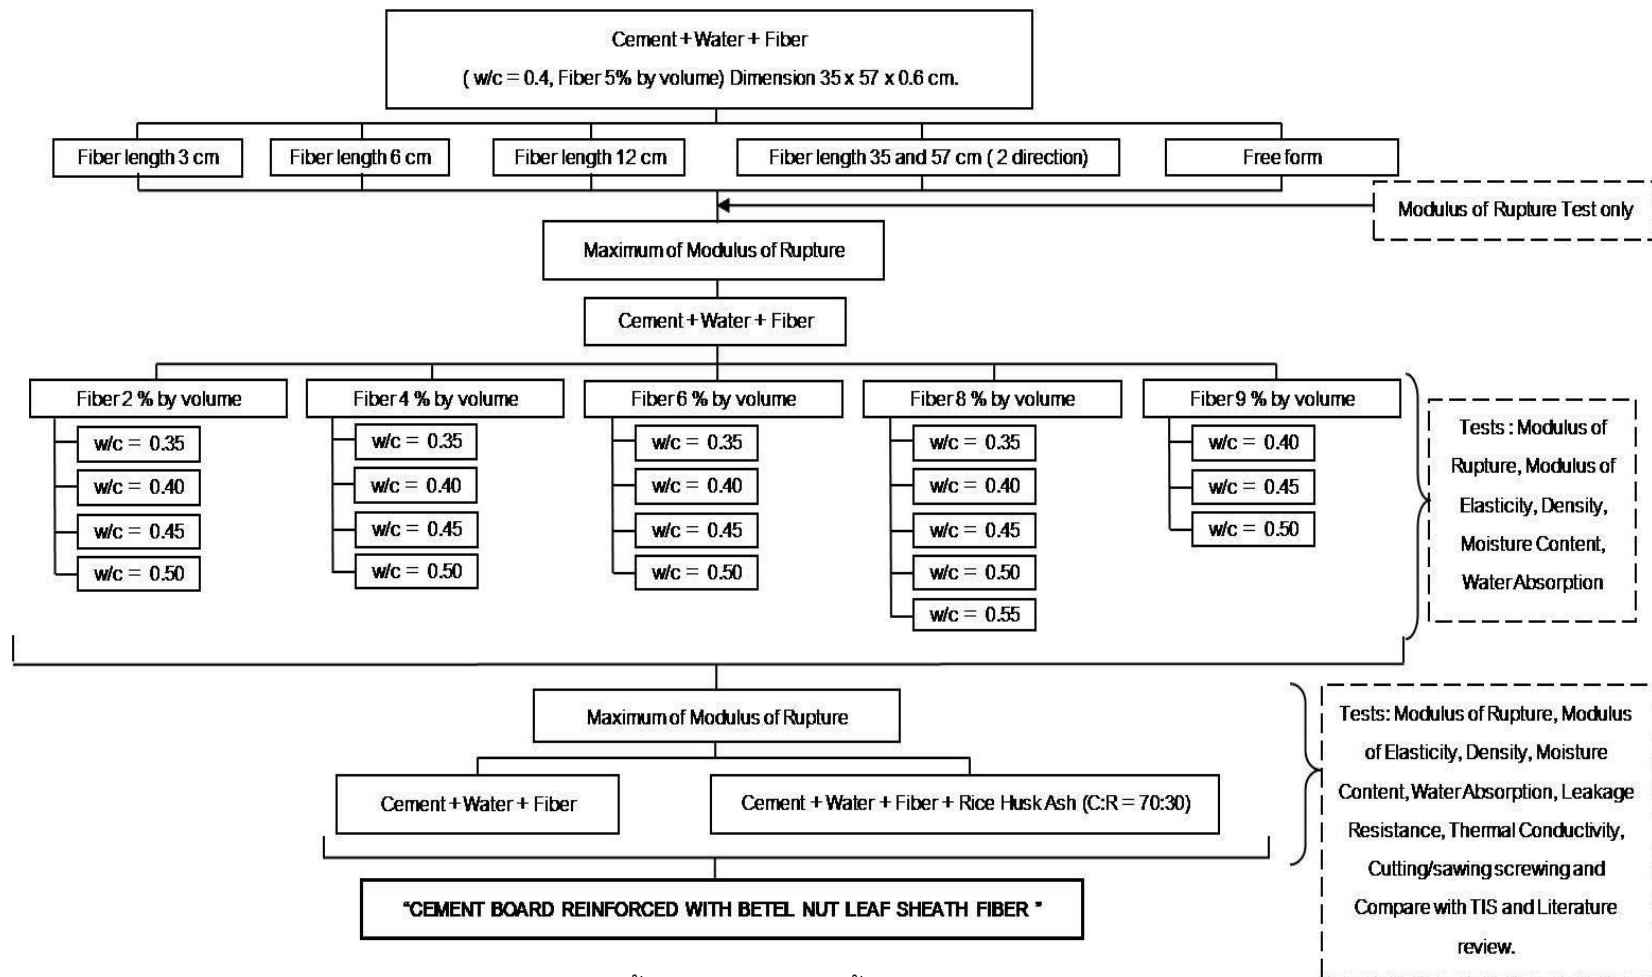 Cement + Water + Fiber
( w/c = 0.4, Fiber 5% by volume) Dimension 35 x 57 x 0.6 cm.
Fiber length 3 cm
Fiber length 6 cm
Fiber length 12 cm
Fiber length 35 and 57 cm ( 2 direction)
Free form
Modulus of Rupture Test only
Maximum of Modulus of Rupture
Cement + Water + Fiber
Fiber 2 % by volume
w/c = 0.35
w/c = 0.40
w/c = 0.45
w/c = 0.50
Fiber 4 % by volume
w/c = 0.35
w/c = 0.40
w/c = 0.45
w/c = 0.50
Fiber 6 % by volume
w/c = 0.35
w/c = 0.40
w/c = 0.45
w/c = 0.50
Fiber 8 % by volume
w/c = 0.35
w/c = 0.40
w/c = 0.45
w/c = 0.50
w/c = 0.55
Fiber 9 % by volume
w/c = 0.40
w/c = 0.45
w/c = 0.50
Tests : Modulus of
Rupture, Modulus of
Elasticity, Density,
Moisture Content,
Water Absorption
Maximum of Modulus of Rupture
Cement + Water + Fiber
Cement + Water + Fiber + Rice Husk Ash (C:R = 70:30)
Tests: Modulus of Rupture, Modulus
of Elasticity, Density, Moisture
Content, Water Absorption, Leakage
Resistance, Thermal Conductivity,
Cutting/sawing screwing and
Compare with TIS and Literature
review.
"CEMENT BOARD REINFORCED WITH BETEL NUT LEAF SHEATH FIBER "